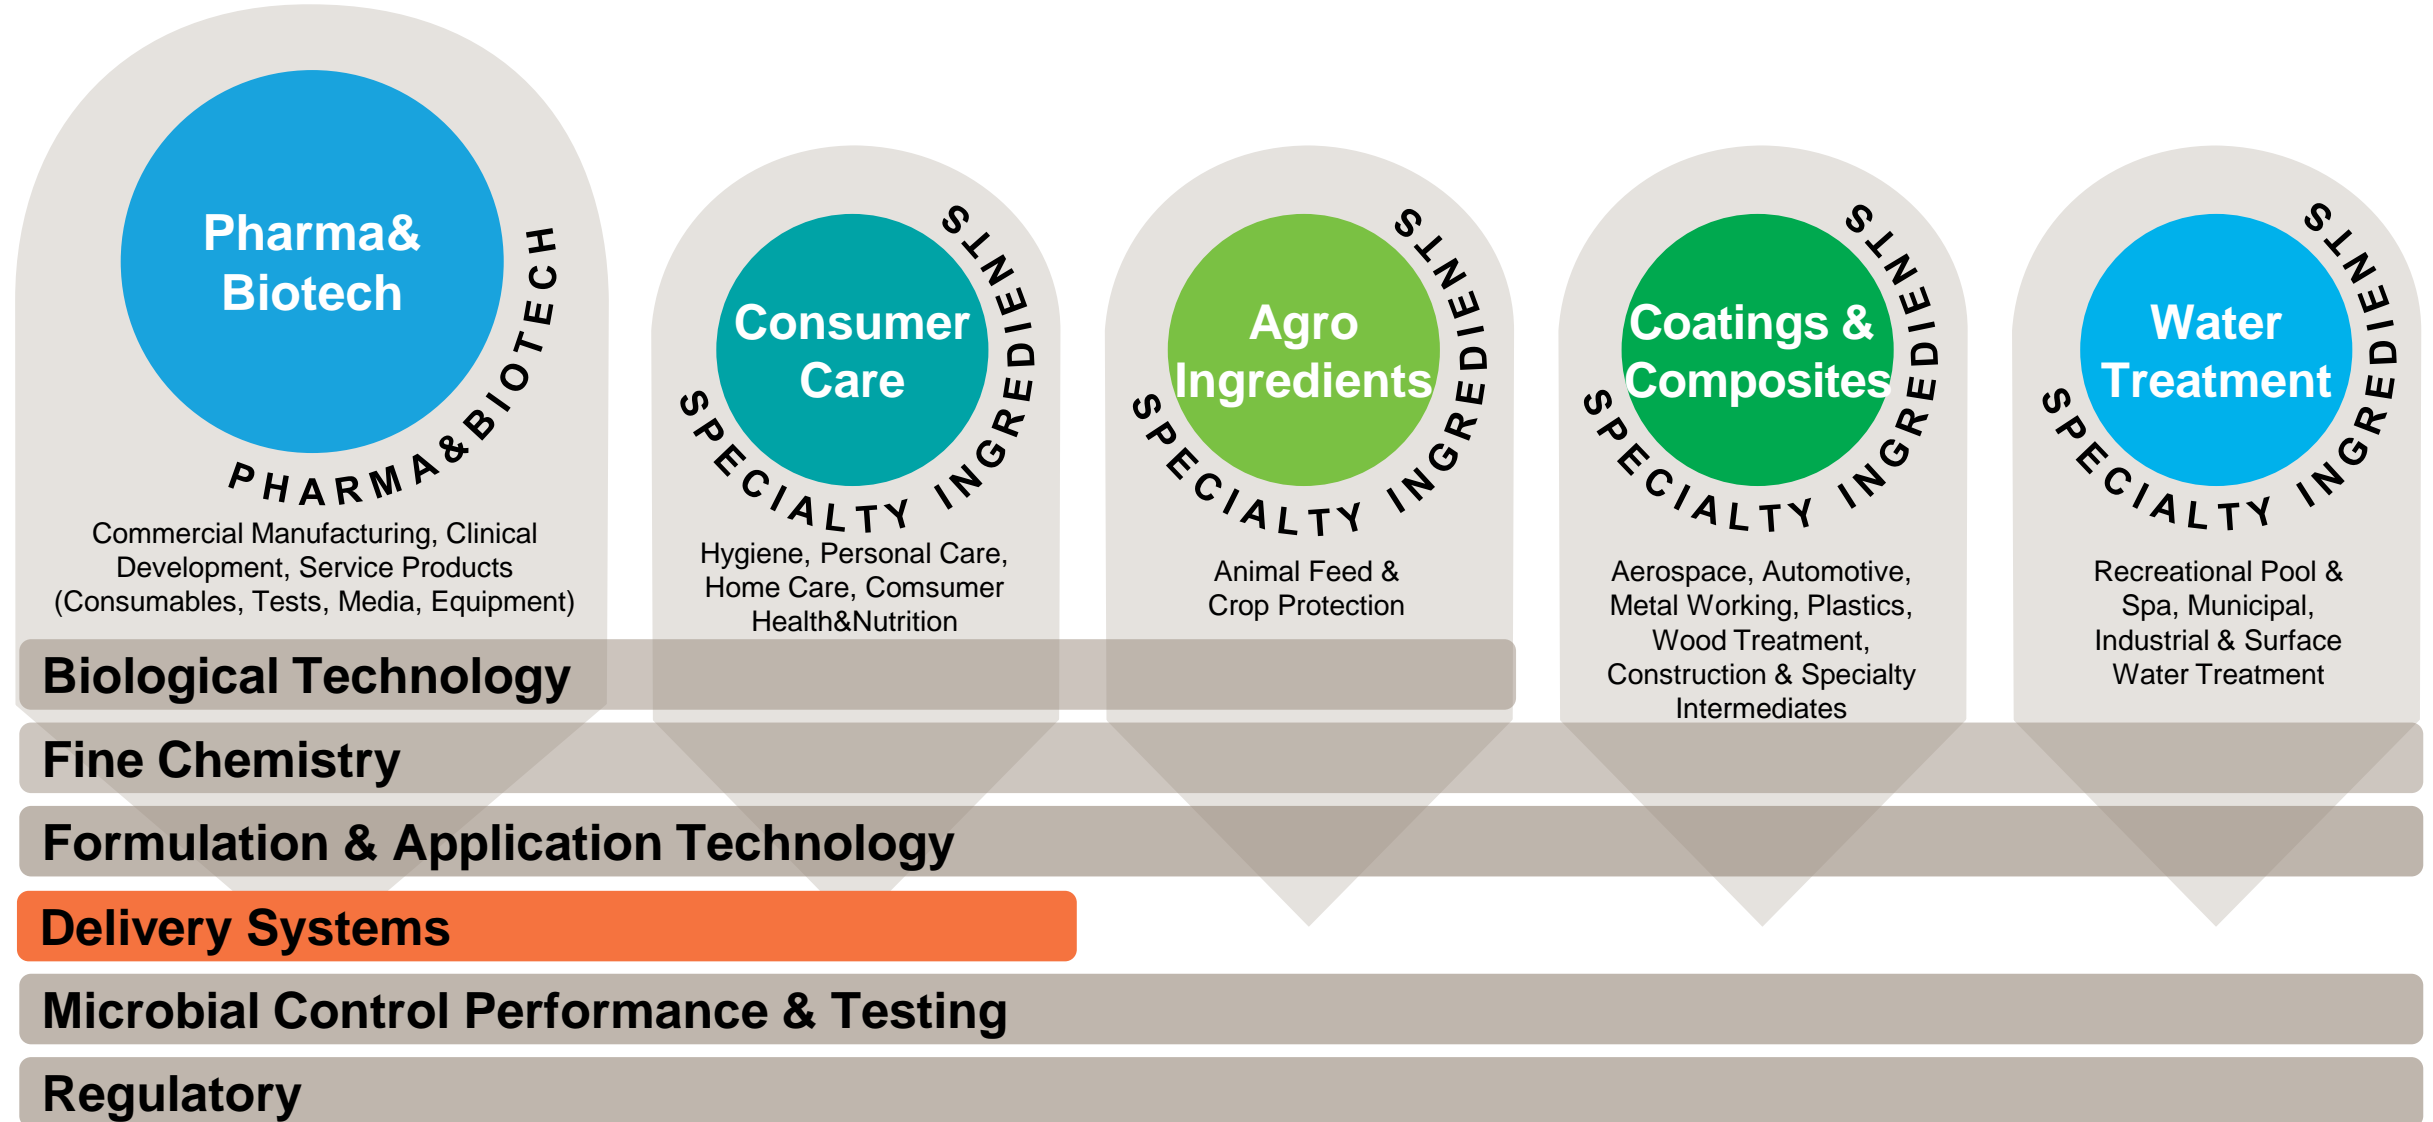 Pharma&
Biotech
PHARMA&BIOTECH
Commercial Manufacturing, Clinical
Development, Service Products
(Consumables, Tests, Media, Equipment)
Consumer
Care
SPECIALTY INGREDIENTS
Hygiene, Personal Care,
Home Care, Comsumer
Health&Nutrition
Agro
Ingredients
SPECIALTY INGREDIENTS
Animal Feed &
Crop Protection
Coatings &
Composites
SPECIALTY INGREDIENTS
Aerospace, Automotive,
Metal Working, Plastics,
Wood Treatment,
Construction & Specialty
Intermediates
Water
Treatment
SPECIALTY INGREDIENTS
Recreational Pool &
Spa, Municipal,
Industrial & Surface
Water Treatment
Biological Technology
Fine Chemistry
Formulation & Application Technology
Delivery Systems
Microbial Control Performance & Testing
Regulatory